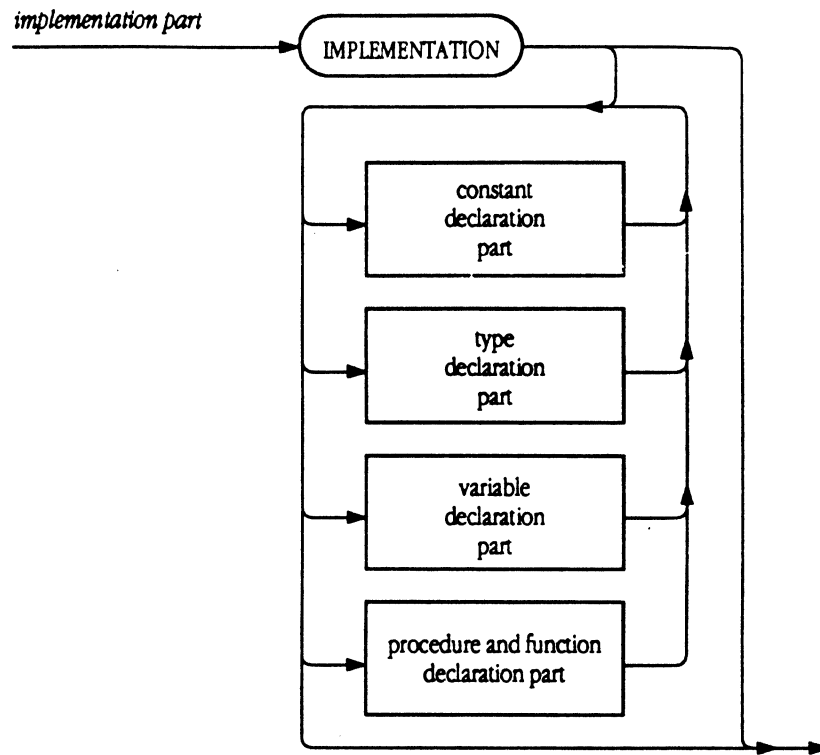 implementation part
IMPLEMENTATION
constant
declaration
part
type
declaration
part
variable
declaration
part
procedure and function
declaration part